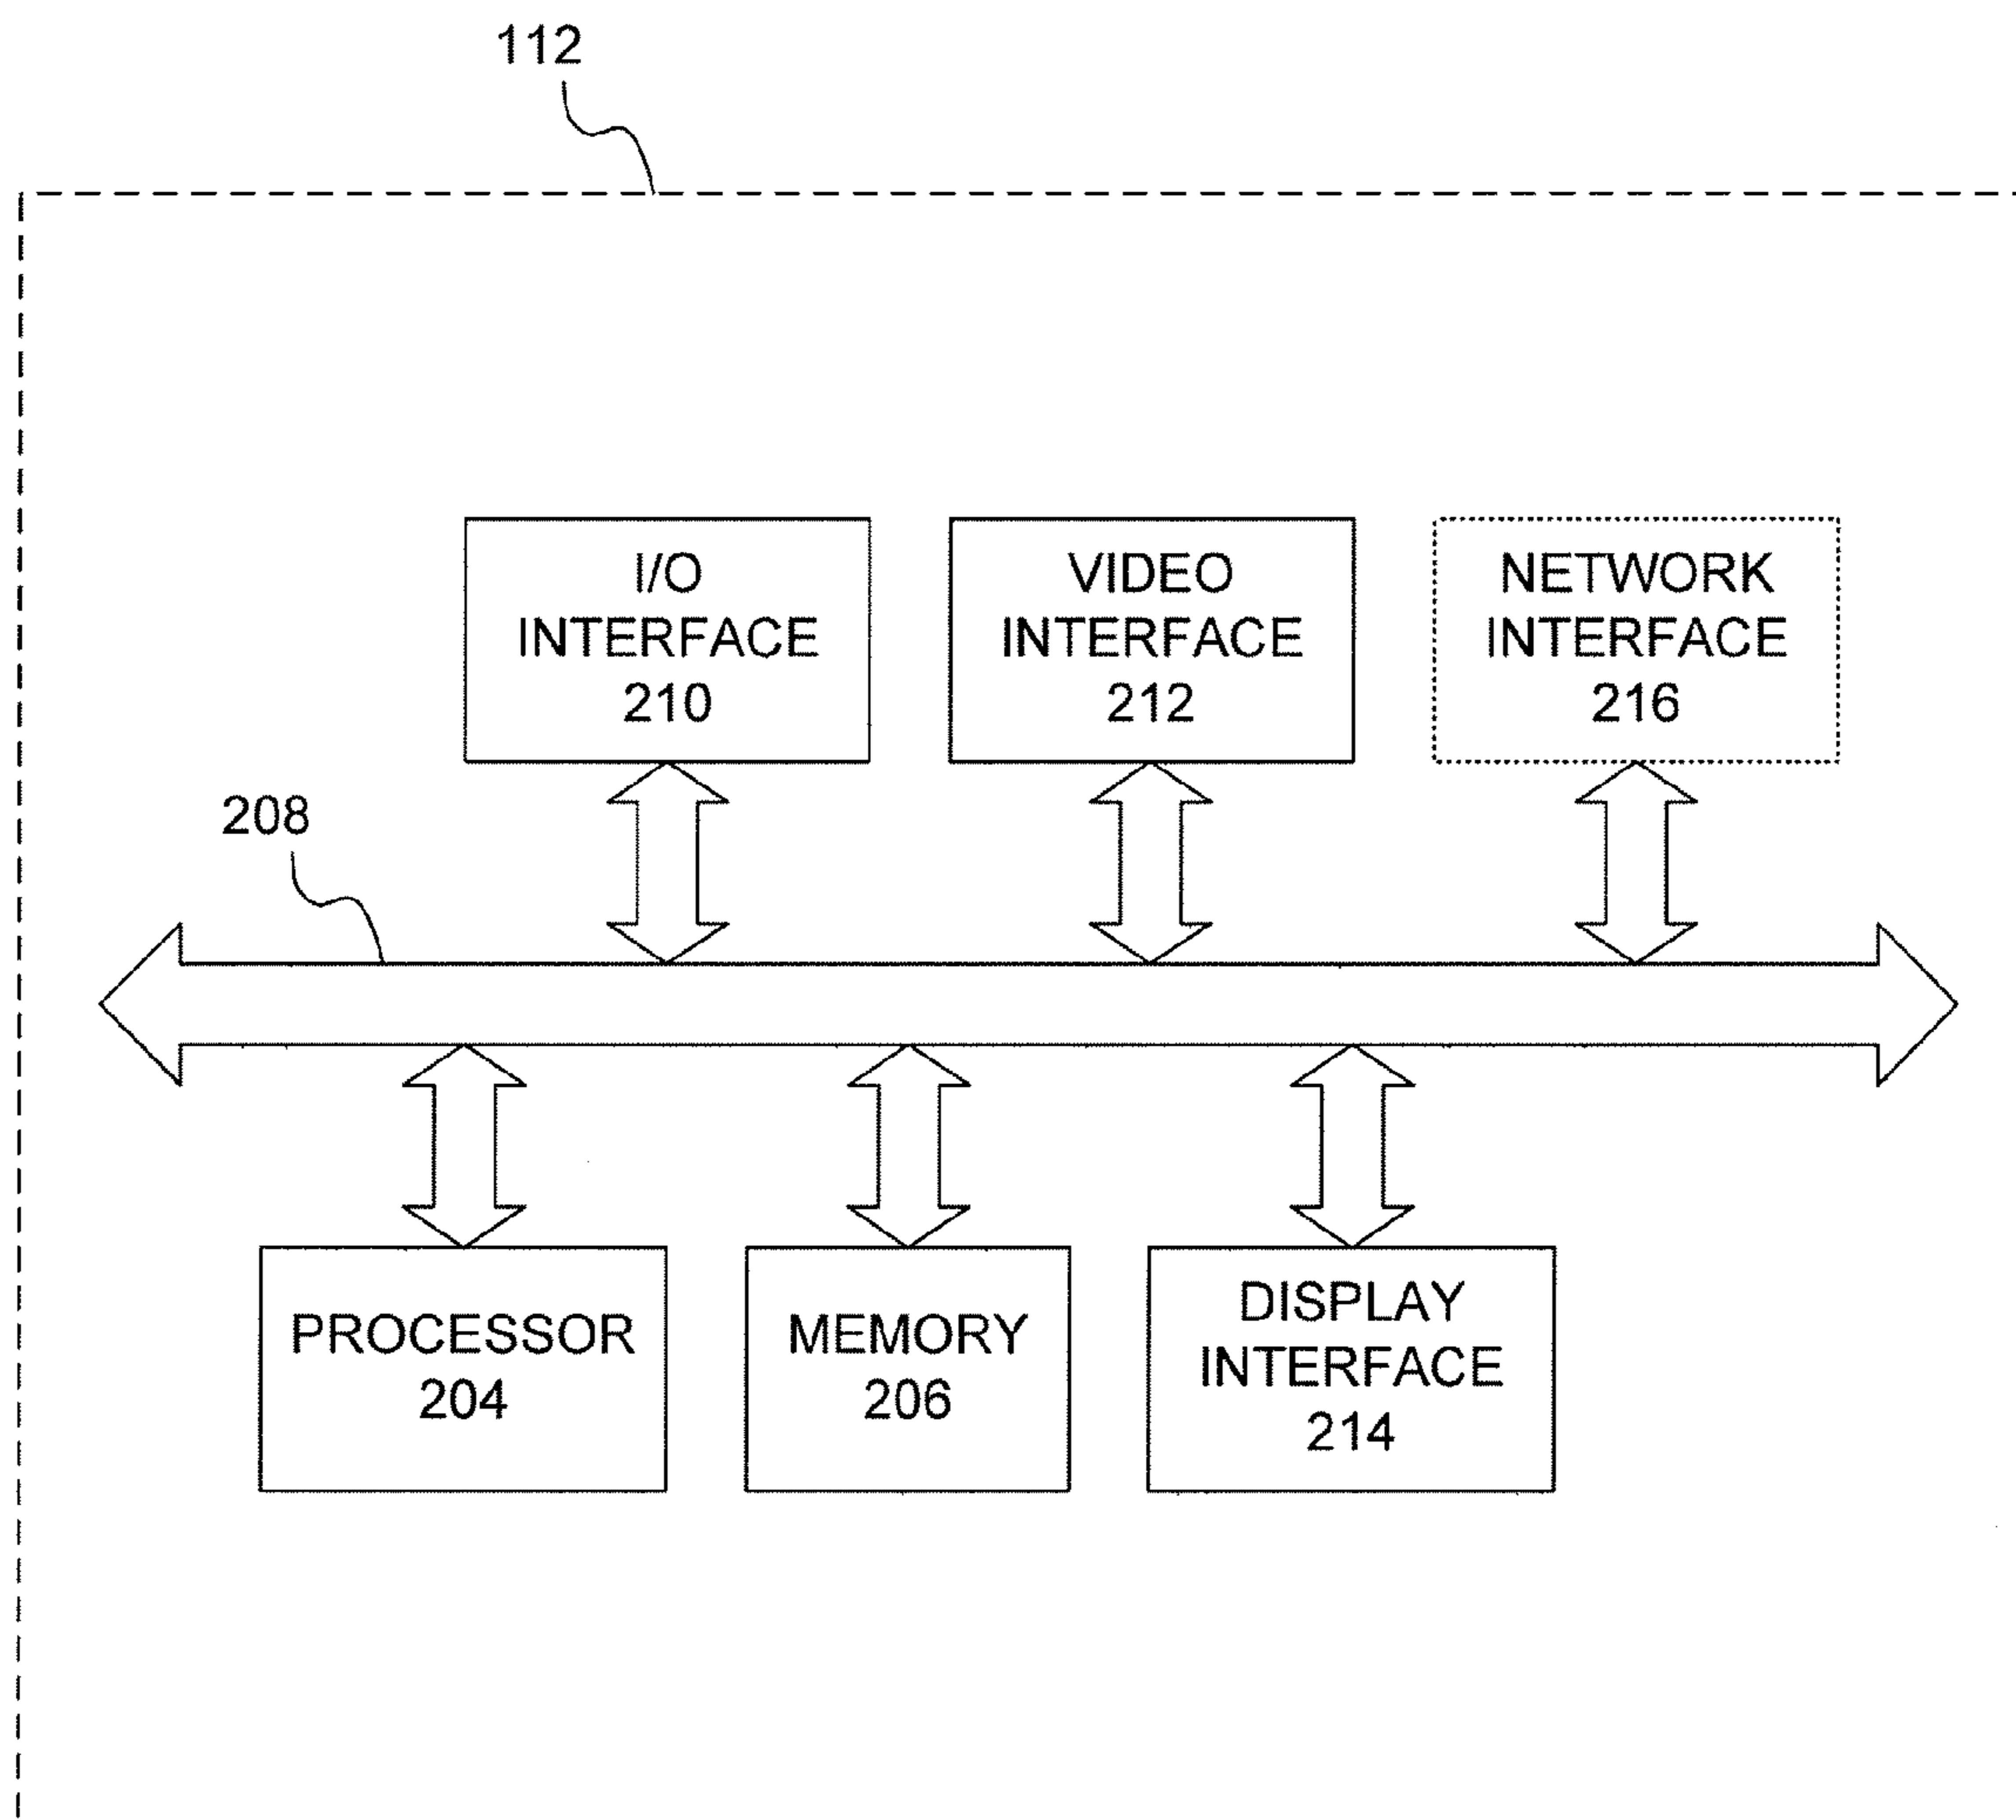 112
I/O
INTERFACE
210
VIDEO
INTERFACE
212
NETWORK
INTERFACE
216
208
PROCESSOR
204
MEMORY
206
DISPLAY
INTERFACE
214